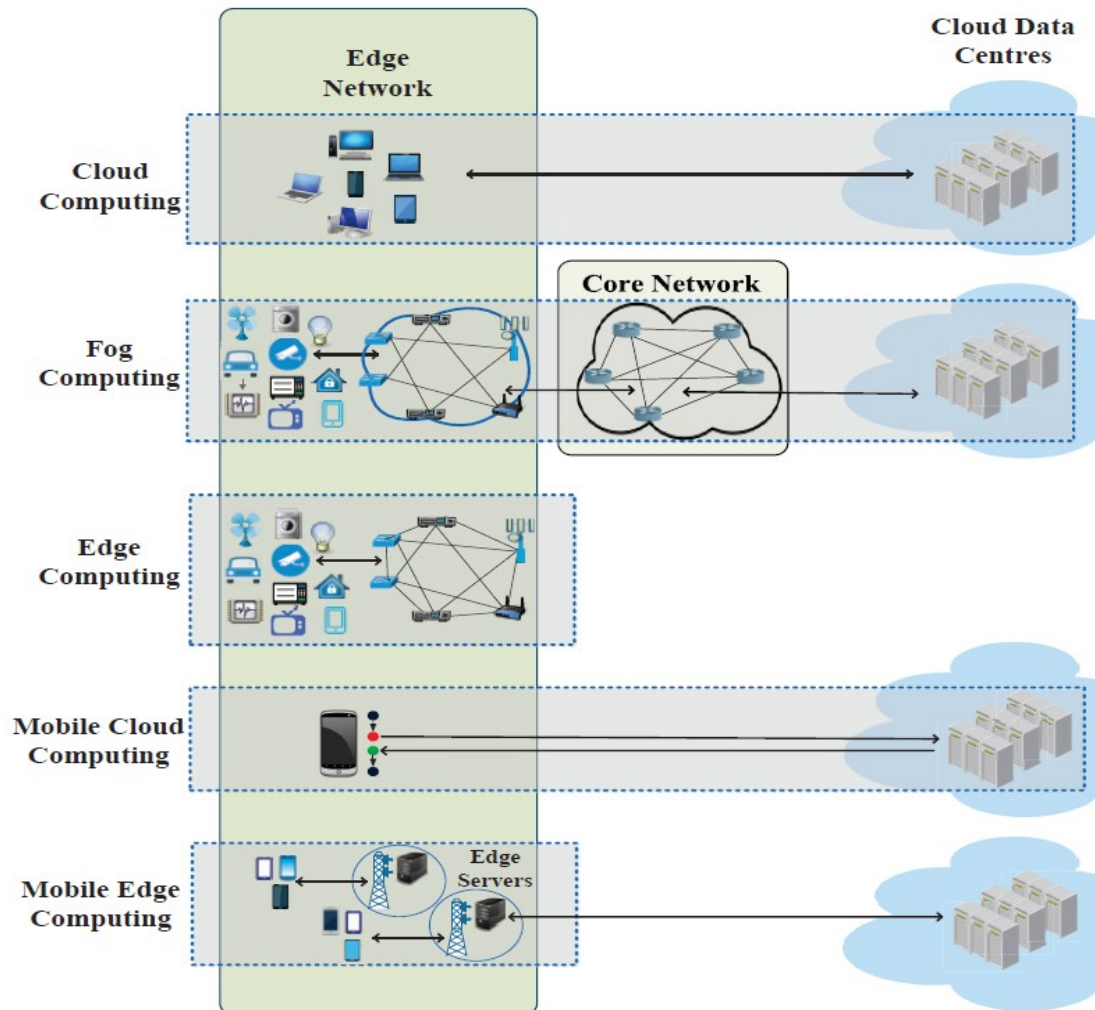 Edge
Network
Cloud Data
Centres
Cloud
Computing
Core Network
Fog
Computing
Edge
Computing
Mobile Cloud
Computing
Edge
Servers
Mobile Edge
Computing